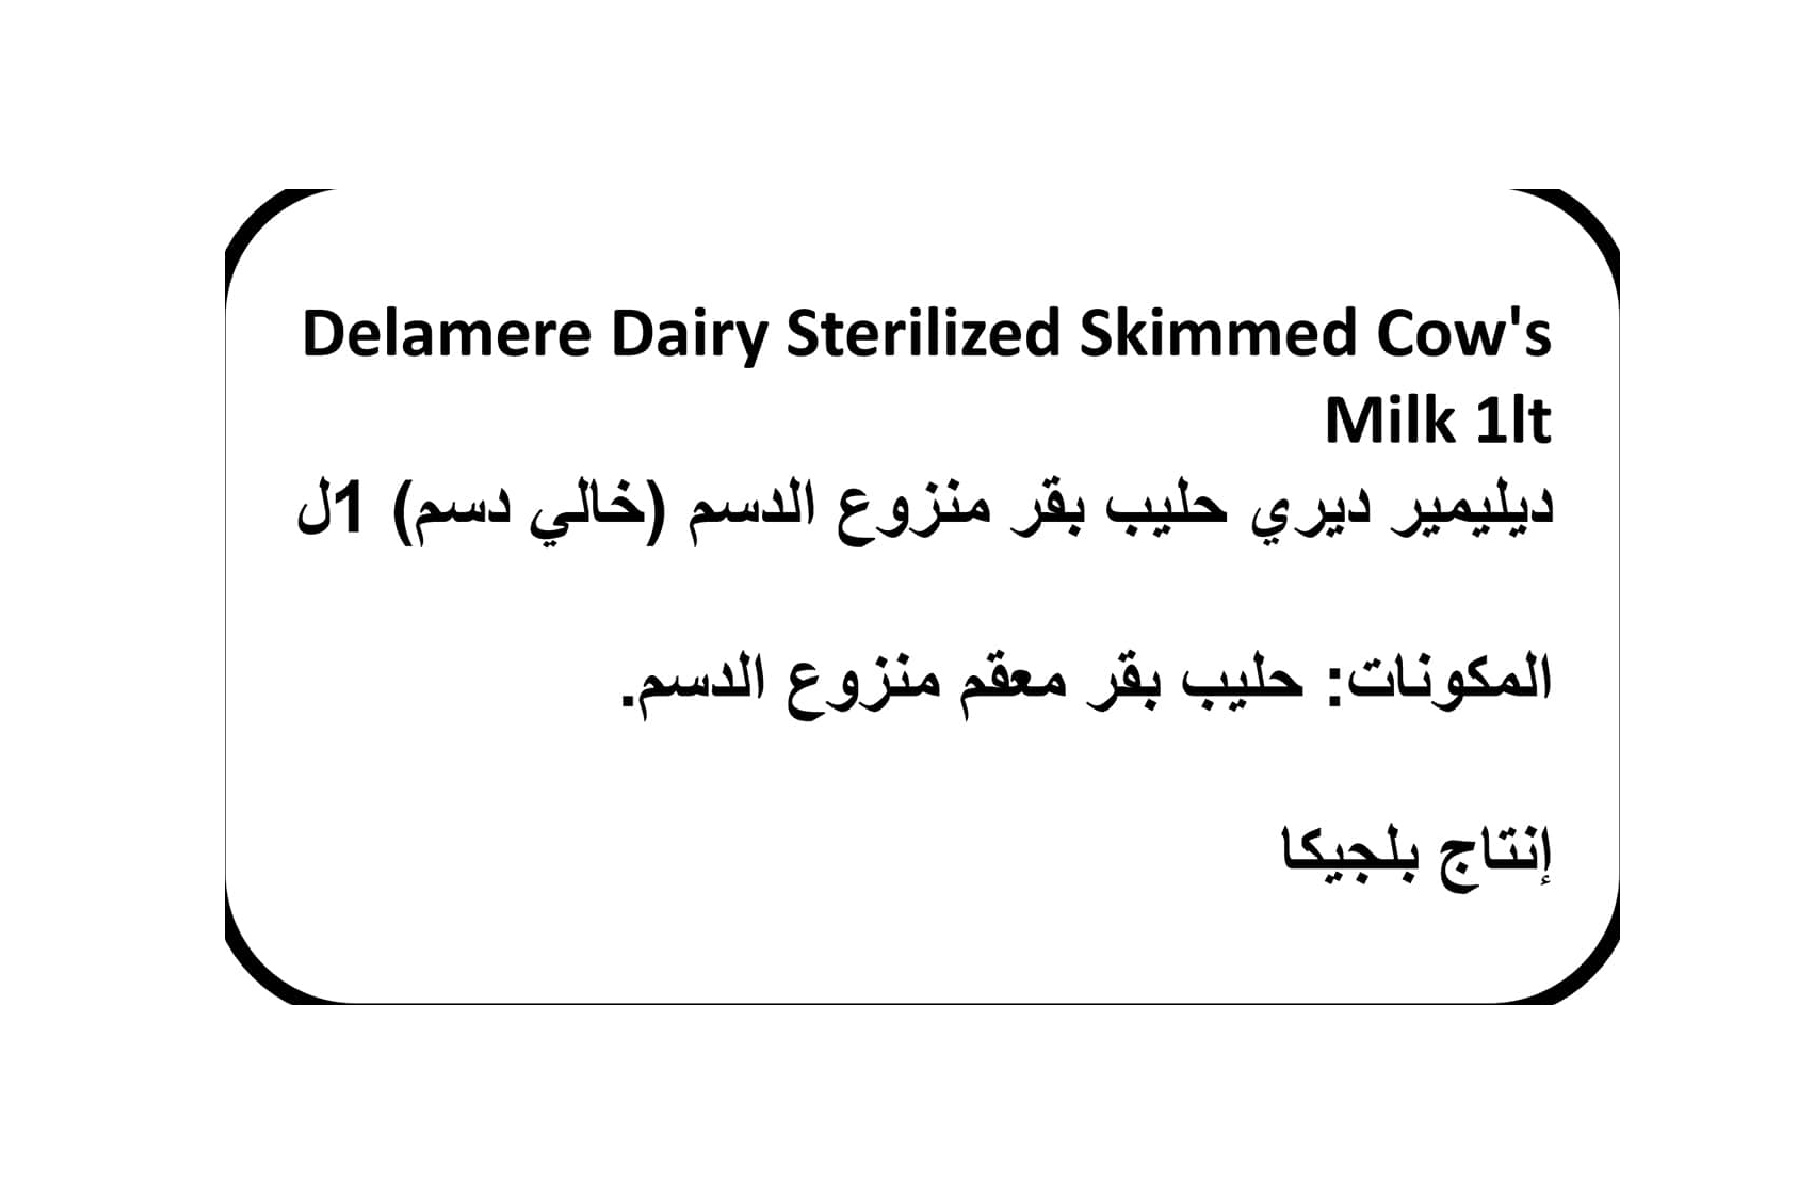 Delamere Dairy Sterilized Skimmed Cow's
Milk 1lt
ديليمير ديري حليب بقر منزوع الدسم (خالي دسم) 1ل
المكونات: حليب بقر معقم منزوع الدسم.
إنتاج بلجيكا